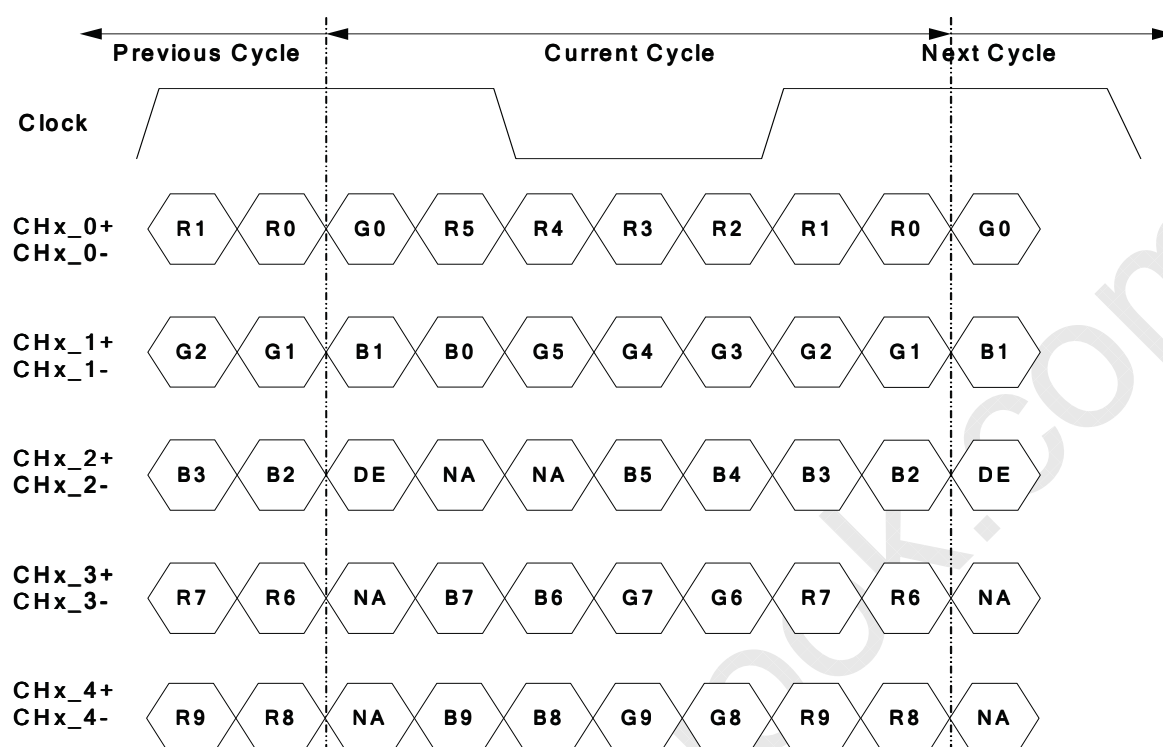 Previous Cycle Current Cycle Next Cycle
Clock
CHx_0+
CHx_0-
R1 R0 G0 R5 R4 R3 R2 R1 R0 G0
CHx_1+
CHx_1-
G2 G1 B1 B0 G5 G4 G3 G2 G1 B1
CHx_2+
CHx_2-
B3 B2 DE NA NA B5 B4 B3 B2 DE
CHx_3+
CHx_3-
R7 R6 NA B7 B6 G7 G6 R7 R6 NA
CHx_4+
CHx_4-
R9 R8 NA B9 B8 G9 G8 R9 R8 NA